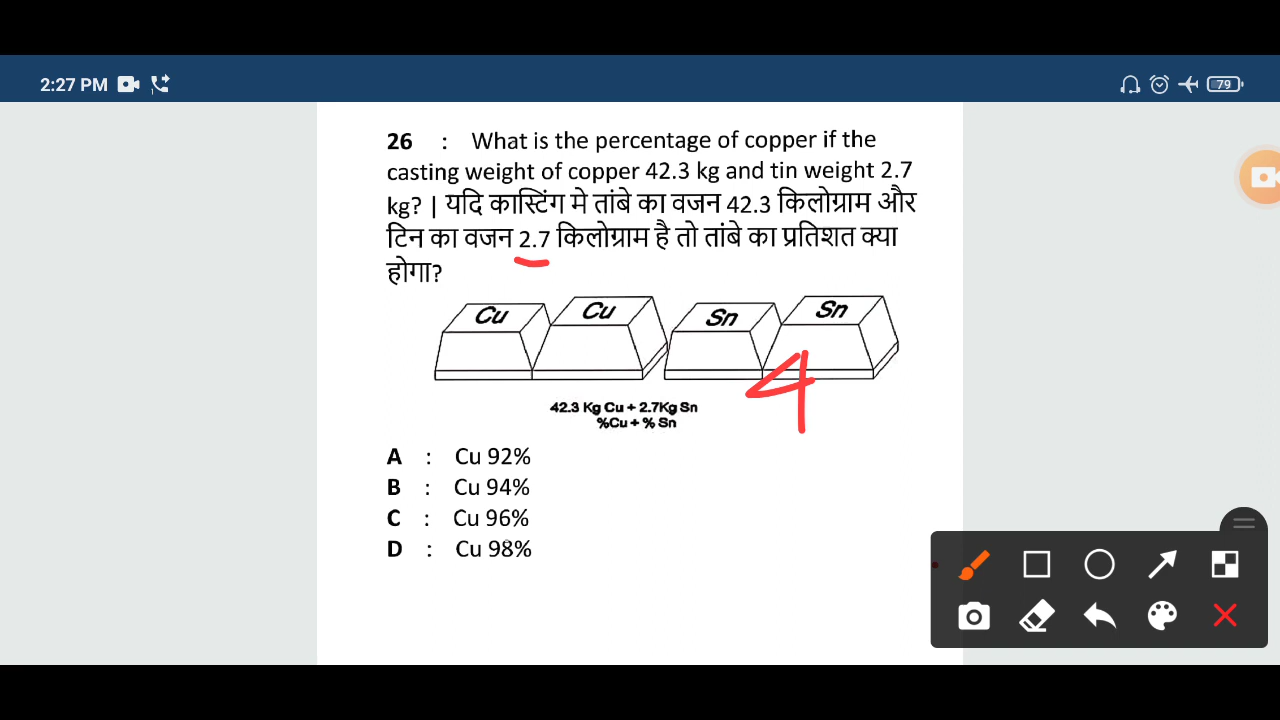 2:27 PM
79
26 : What is the percentage of copper if the
casting weight of copper 42.3 kg and tin weight 2.7
kg? | यदि कास्टिंग मे तांबे का वजन 42.3 किलोग्राम और
टिन का वजन 2.7 किलोग्राम है तो तांबे का प्रतिशत क्या
होगा?
Cu Cu Sn Sn
4
42.3 Kg Cu + 2.7Kg Sn
%Cu + % Sn
A : Cu 92%
B : Cu 94%
C : Cu 96%
D : Cu 98%